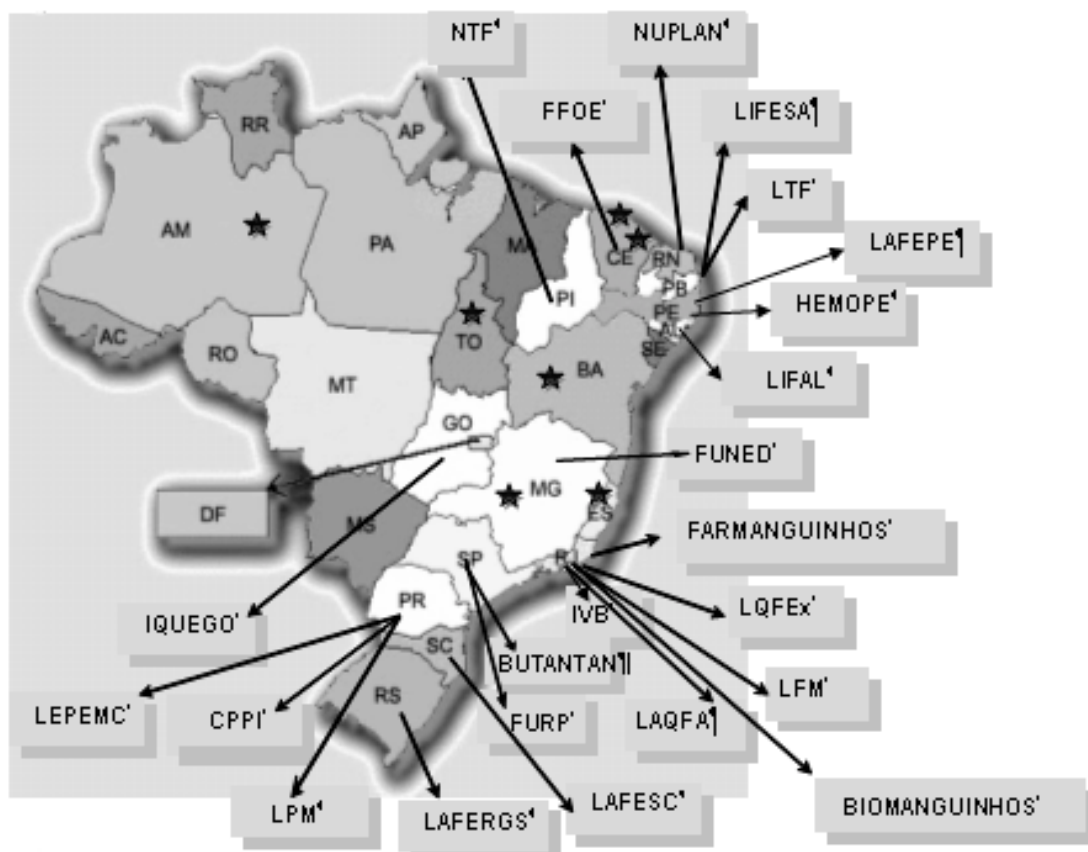 NTF¶
NUPLAN¶
FFOE'
LIFESA¶
LTF'
LAFEPE¶
HEMOPE¶
LIFAL¶
RR
AP
AM
PA
MA
CE
RN
PB
PI
PE
AL
SE
AC
RO
TO
BA
MT
GO
FUNED'
DF
MG
ES
MS
FARMANGUINHOS'
SP
RJ
PR
IVB'
LQFEx'
IQUEGO'
SC
BUTANTAN¶
LFM'
RS
LEPEMC'
CPPI'
FURP'
LAQFA¶
LPM¶
LAFERGS¶
LAFESC¶
BIOMANGUINHOS'